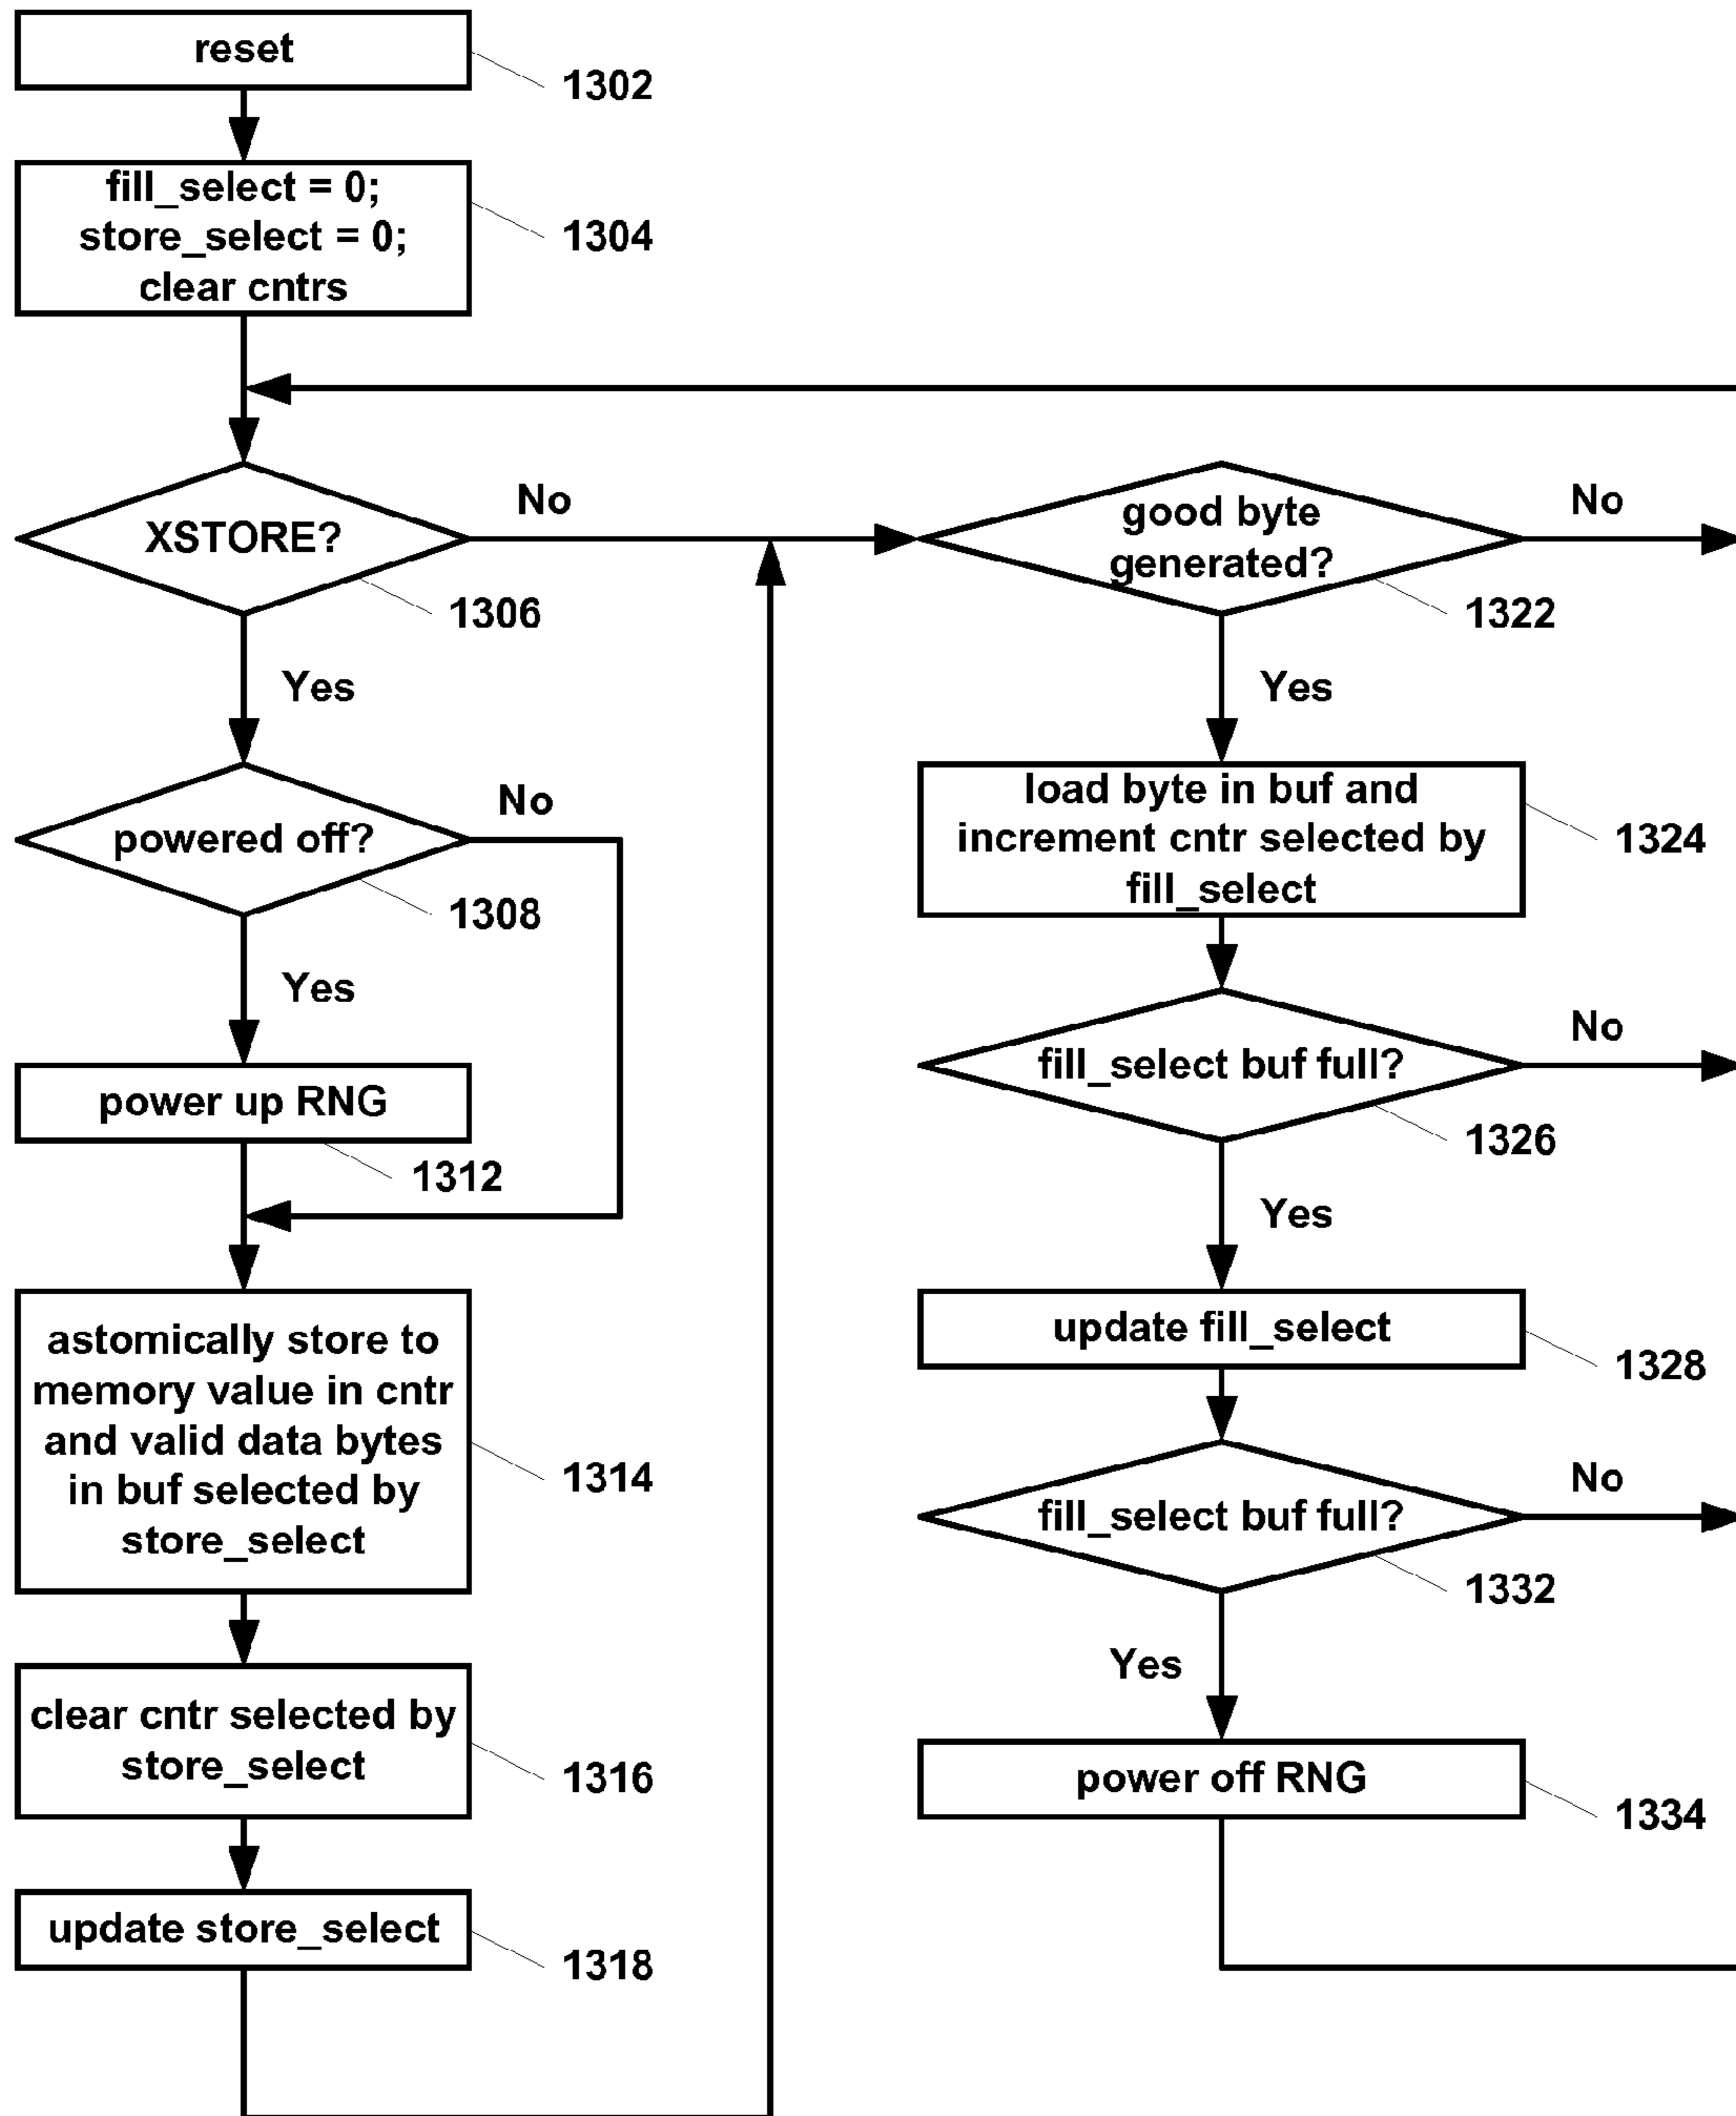 reset
1302
fill_select = 0;
store_select = 0;
clear cntrs
1304
XSTORE?
No
1306
Yes
powered off?
No
1308
Yes
power up RNG
1312
astomically store to
memory value in cntr
and valid data bytes
in buf selected by
store_select
1314
clear cntr selected by
store_select
1316
update store_select
1318
good byte
generated?
No
1322
Yes
load byte in buf and
increment cntr selected by
fill_select
1324
fill_select buf full?
No
1326
Yes
update fill_select
1328
fill_select buf full?
No
1332
Yes
power off RNG
1334